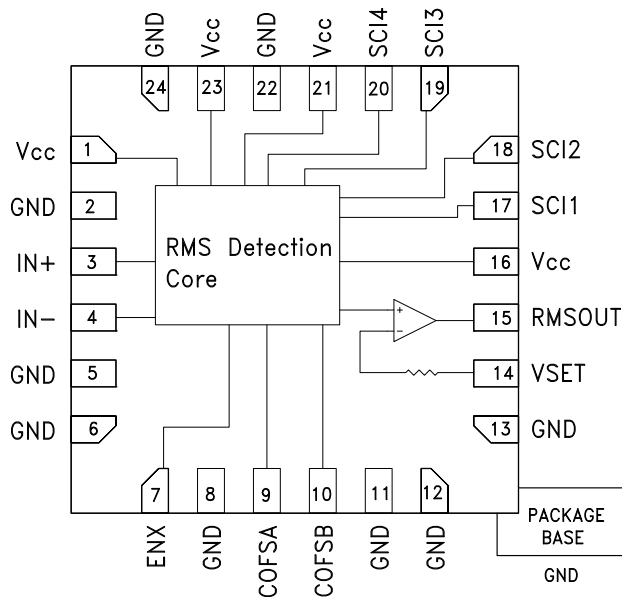 GND
Vcc
GND
Vcc
SCI4
SCI3
24
23
22
21
20
19
Vcc
1
18
SCI2
GND
2
17
SCI1
IN+
3
RMS Detection
Core
16
Vcc
IN-
4
+
-
15
RMSOUT
GND
5
14
VSET
GND
6
13
GND
7
8
9
10
11
12
ENX
GND
COFSA
COFSB
GND
GND
PACKAGE
BASE
GND